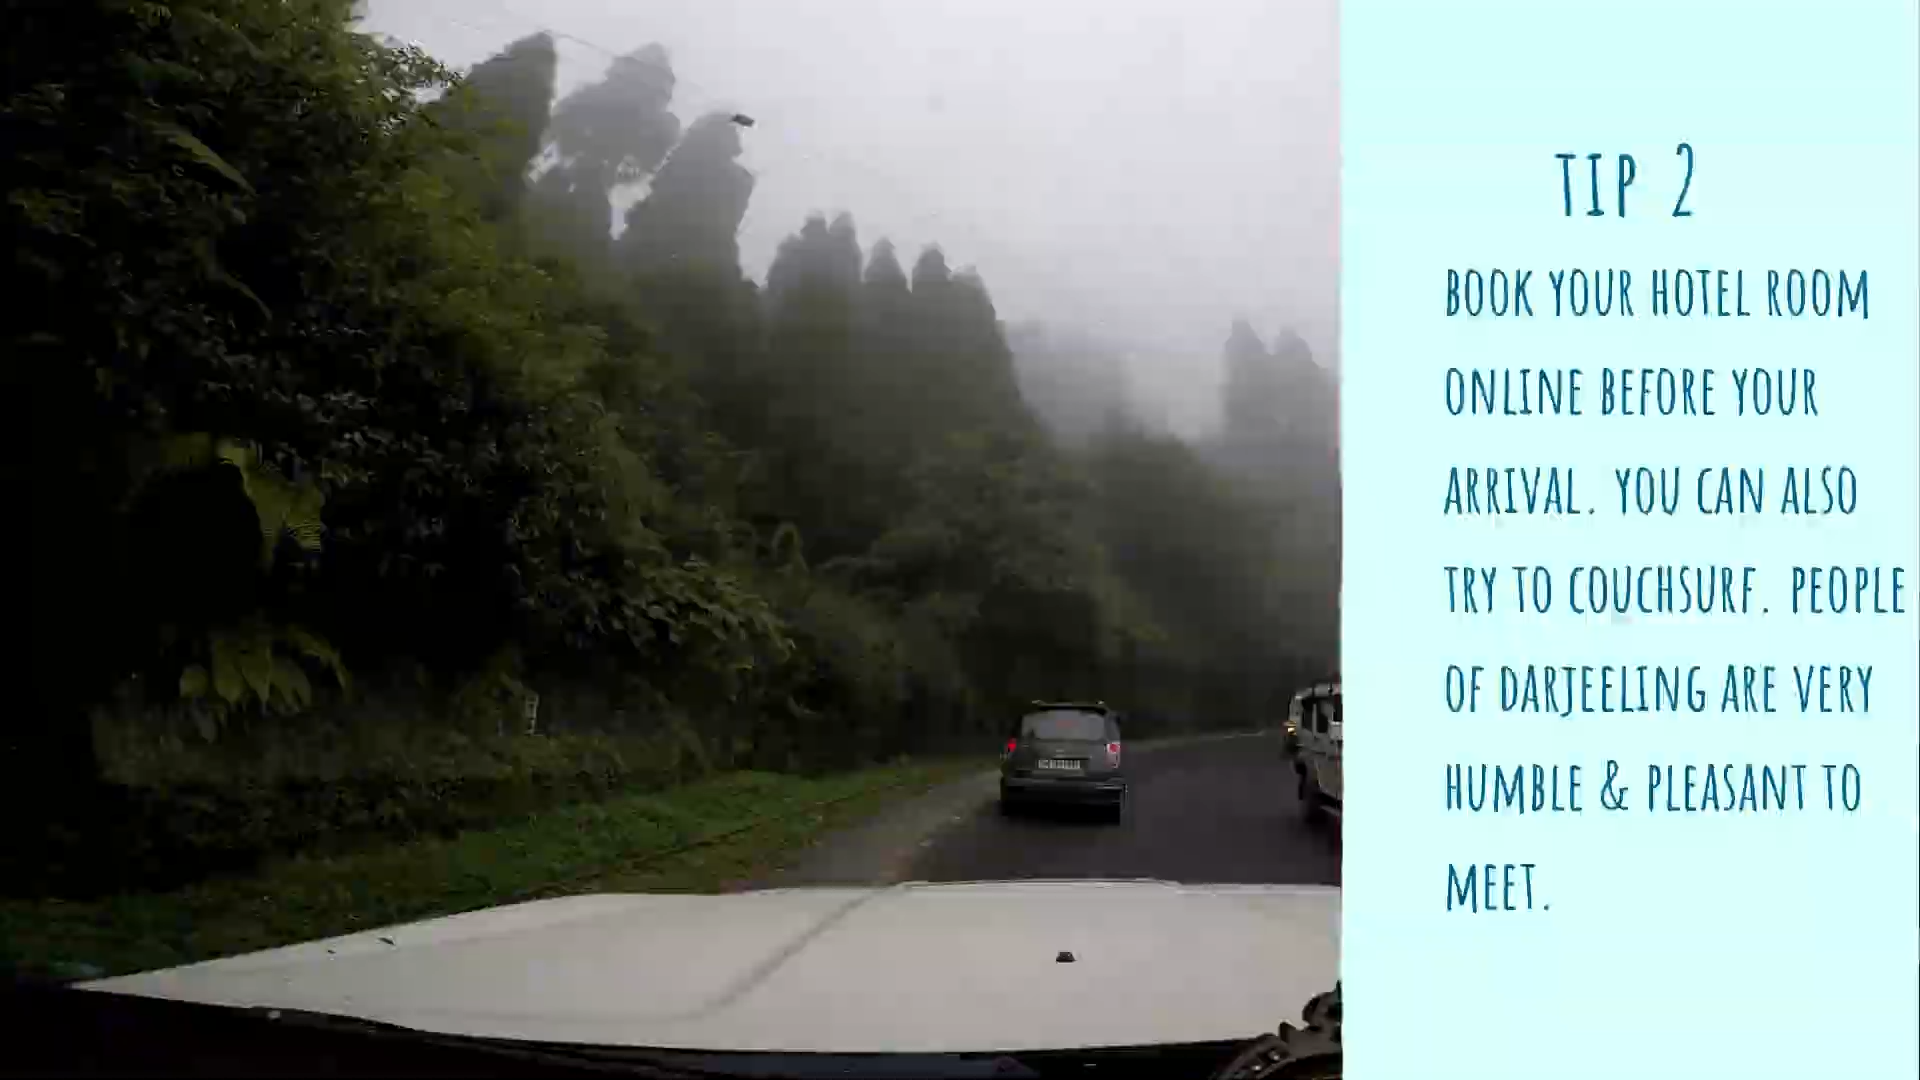 TIP 2
BOOK YOUR HOTEL ROOM
ONLINE BEFORE YOUR
ARRIVAL. YOU CAN ALSO
TRY TO COUCHSURF. PEOPLE
OF DARJEELING ARE VERY
HUMBLE & PLEASANT TO
MEET.